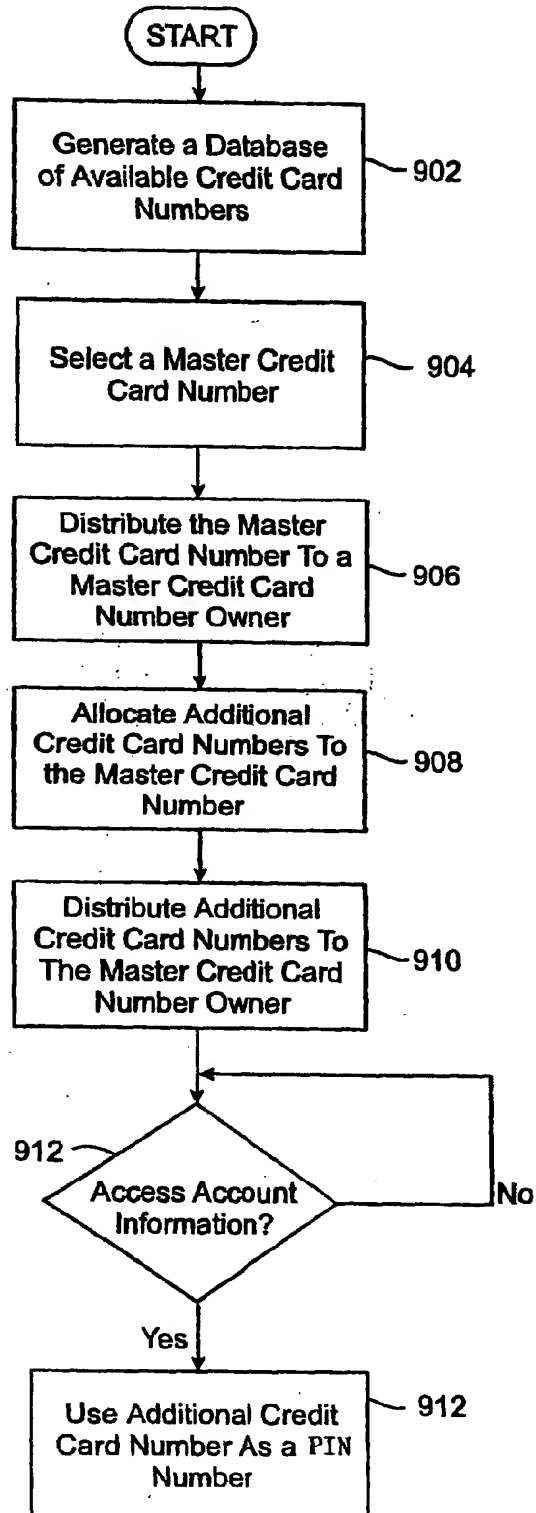 START
Generate a Database
of Available Credit Card
Numbers
902
Select a Master Credit
Card Number
904
Distribute the Master
Credit Card Number To a
Master Credit Card
Number Owner
906
Allocate Additional
Credit Card Numbers To
the Master Credit Card
Number
908
Distribute Additional
Credit Card Numbers To
The Master Credit Card
Number Owner
910
912
Access Account
Information?
No
Yes
Use Additional Credit
Card Number As a PIN
Number
912